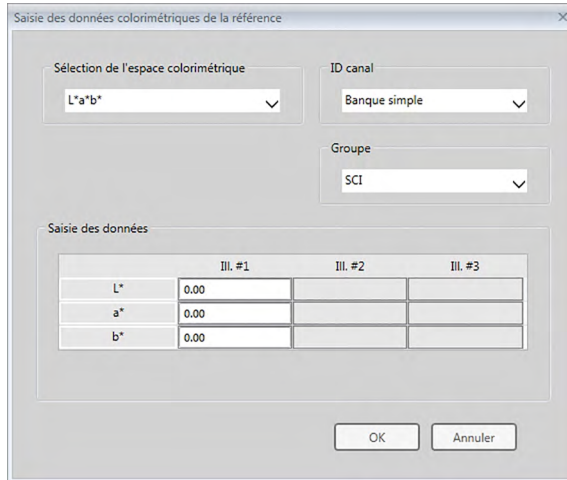 Saisie des données colorimétriques de la référence
Sélection de l'espace colorimétrique
ID canal
L*a*b*
Banque simple
Groupe
SCI
Saisie des données
Ill. #1 Ill. #2 Ill. #3
L* 0.00
a* 0.00
b* 0.00
OK Annuler